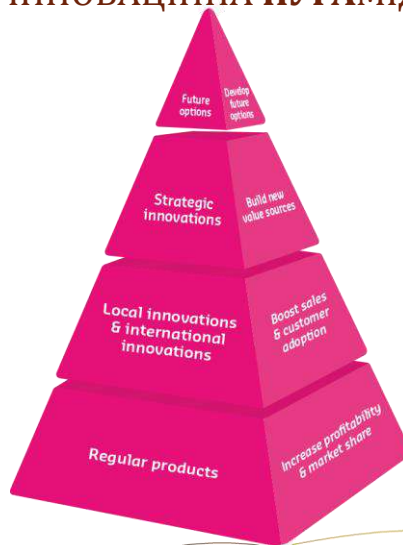 Future
options
Develop
future
options
Strategic
innovations
Build new
value sources
Local innovations
& international
innovations
Boost sales
& customer
adoption
Regular products
Increase profitability
& market share